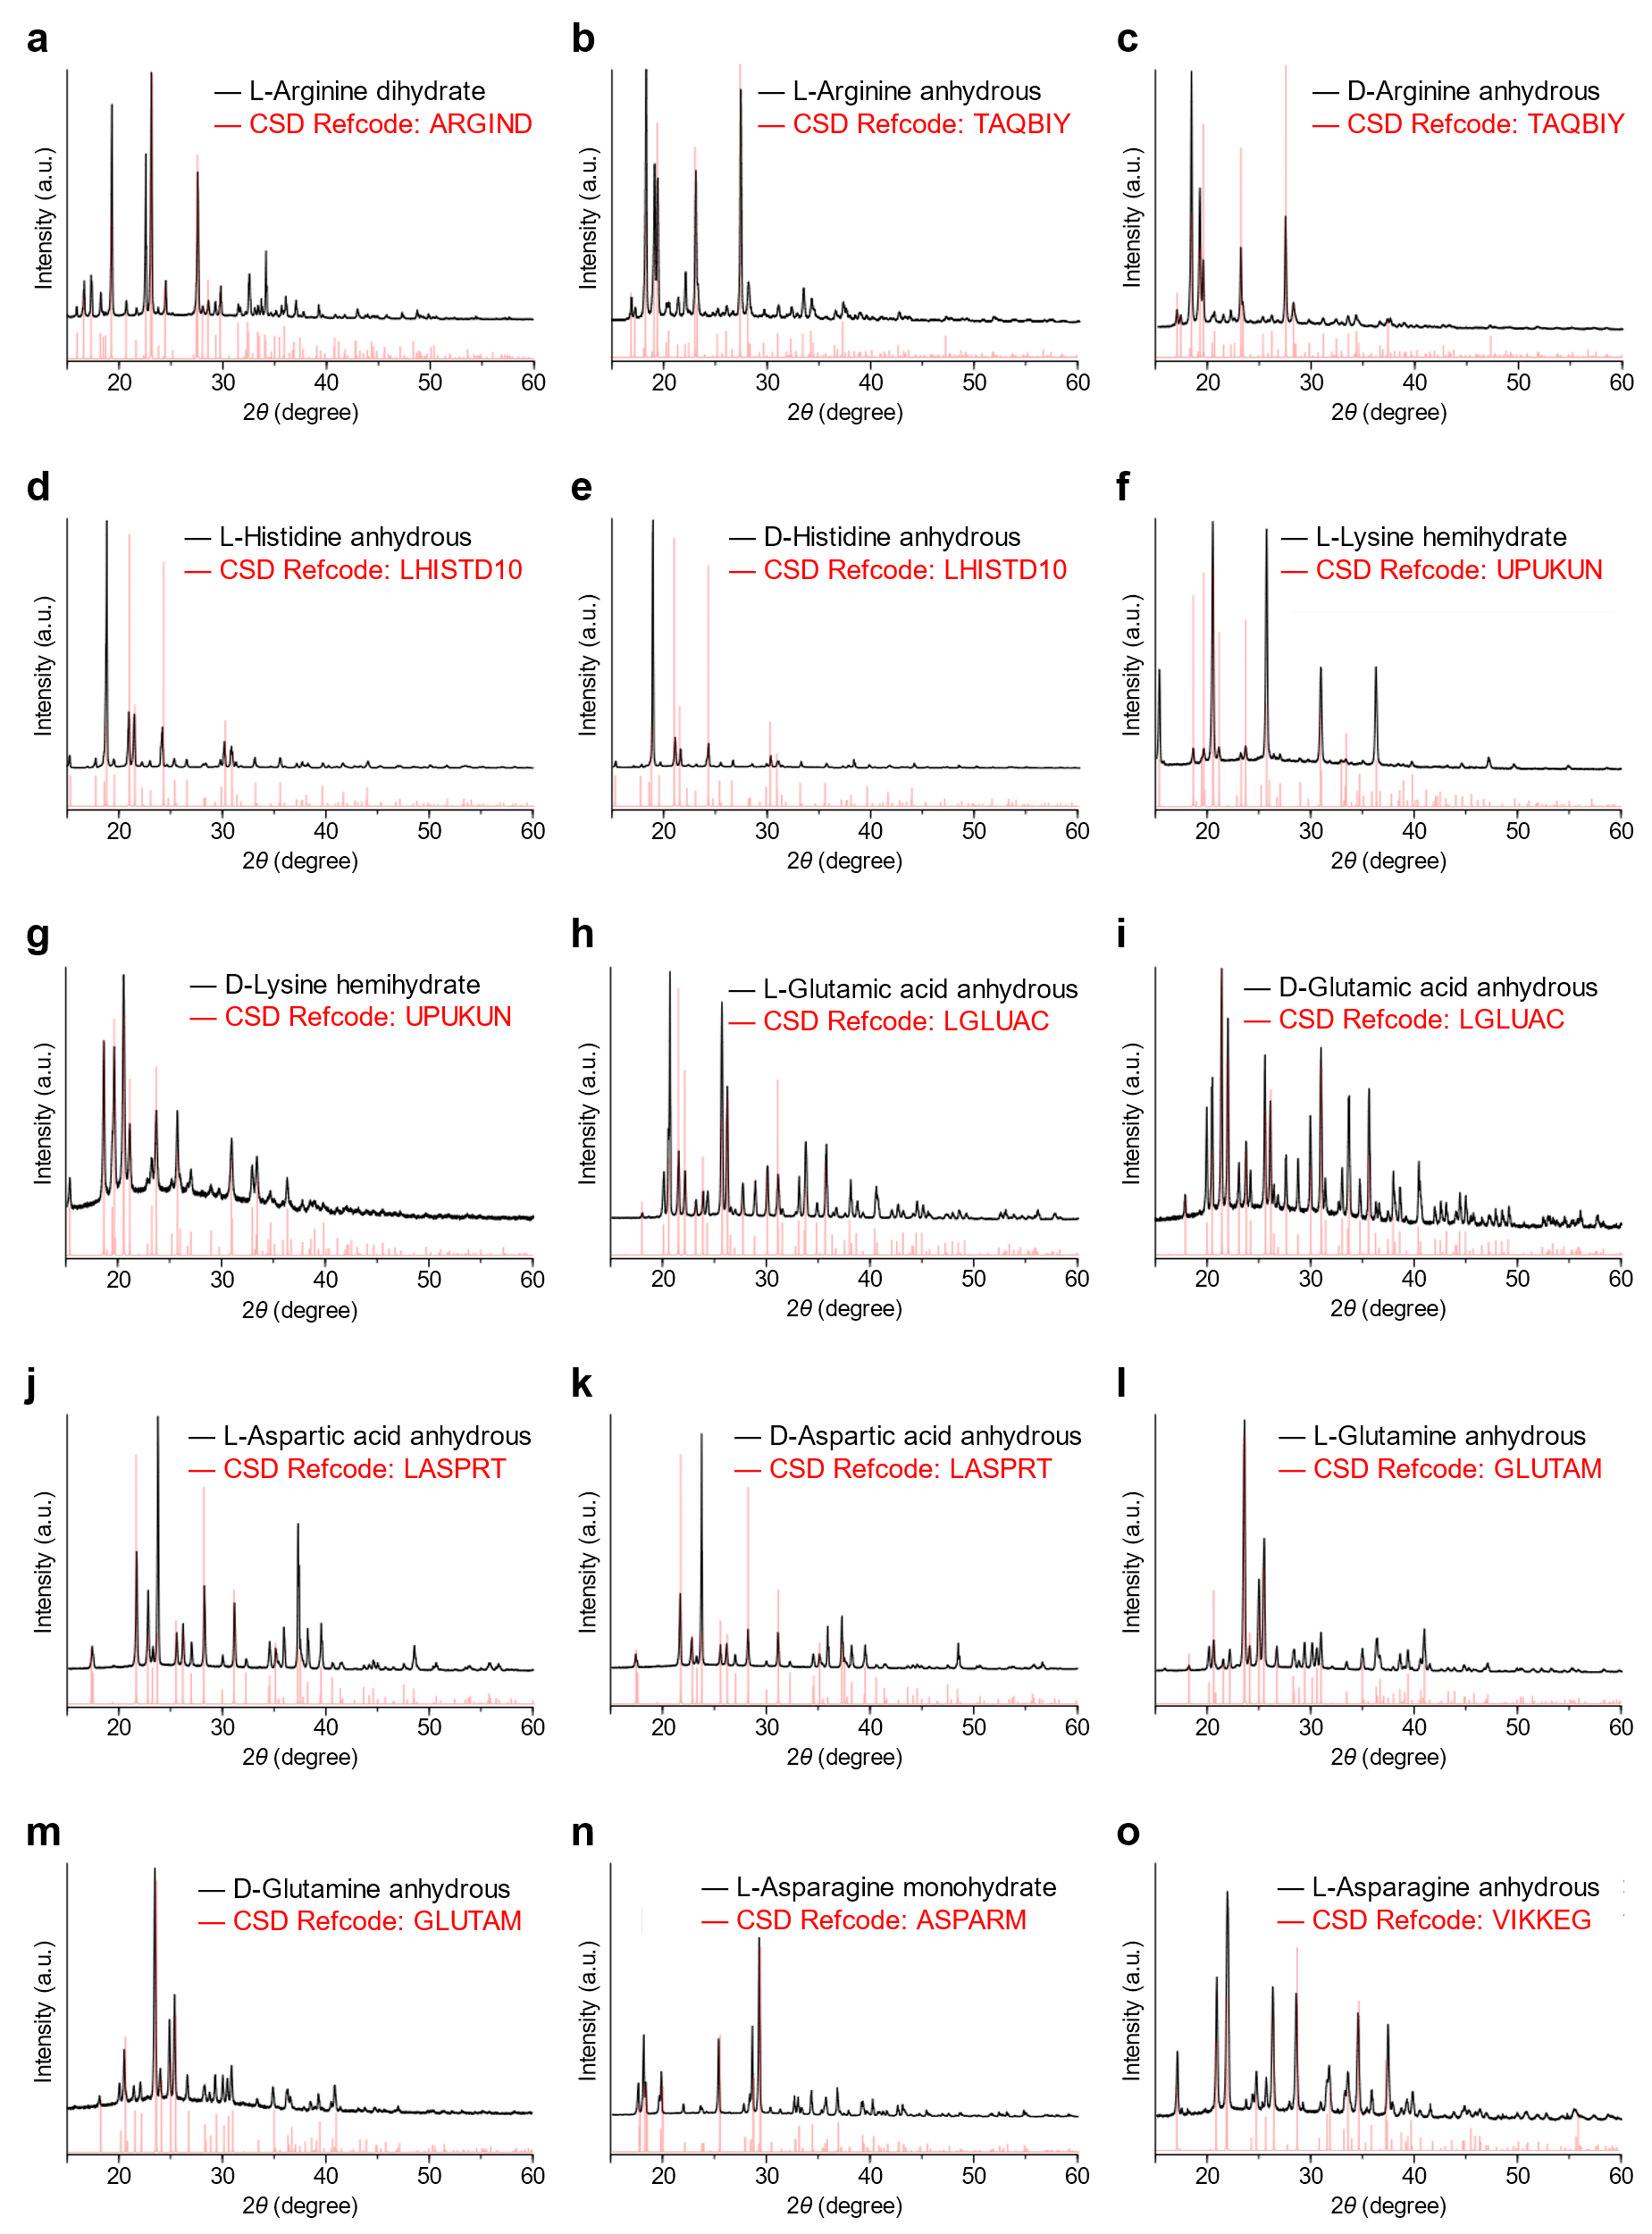 a
L-Arginine dihydrate
CSD Refcode: ARGIND
Intensity (a.u.)
20 30 40 50 60
2θ (degree)
b
L-Arginine anhydrous
CSD Refcode: TAQBIY
Intensity (a.u.)
20 30 40 50 60
2θ (degree)
c
D-Arginine anhydrous
CSD Refcode: TAQBIY
Intensity (a.u.)
20 30 40 50 60
2θ (degree)
d
L-Histidine anhydrous
CSD Refcode: LHISTD10
Intensity (a.u.)
20 30 40 50 60
2θ (degree)
e
D-Histidine anhydrous
CSD Refcode: LHISTD10
Intensity (a.u.)
20 30 40 50 60
2θ (degree)
f
L-Lysine hemihydrate
CSD Refcode: UPUKUN
Intensity (a.u.)
20 30 40 50 60
2θ (degree)
g
D-Lysine hemihydrate
CSD Refcode: UPUKUN
Intensity (a.u.)
20 30 40 50 60
2θ (degree)
h
L-Glutamic acid anhydrous
CSD Refcode: LGLUAC
Intensity (a.u.)
20 30 40 50 60
2θ (degree)
i
D-Glutamic acid anhydrous
CSD Refcode: LGLUAC
Intensity (a.u.)
20 30 40 50 60
2θ (degree)
j
L-Aspartic acid anhydrous
CSD Refcode: LASPRT
Intensity (a.u.)
20 30 40 50 60
2θ (degree)
k
D-Aspartic acid anhydrous
CSD Refcode: LASPRT
Intensity (a.u.)
20 30 40 50 60
2θ (degree)
l
L-Glutamine anhydrous
CSD Refcode: GLUTAM
Intensity (a.u.)
20 30 40 50 60
2θ (degree)
m
D-Glutamine anhydrous
CSD Refcode: GLUTAM
Intensity (a.u.)
20 30 40 50 60
2θ (degree)
n
L-Asparagine monohydrate
CSD Refcode: ASPARM
Intensity (a.u.)
20 30 40 50 60
2θ (degree)
o
L-Asparagine anhydrous
CSD Refcode: VIKKEG
Intensity (a.u.)
20 30 40 50 60
2θ (degree)